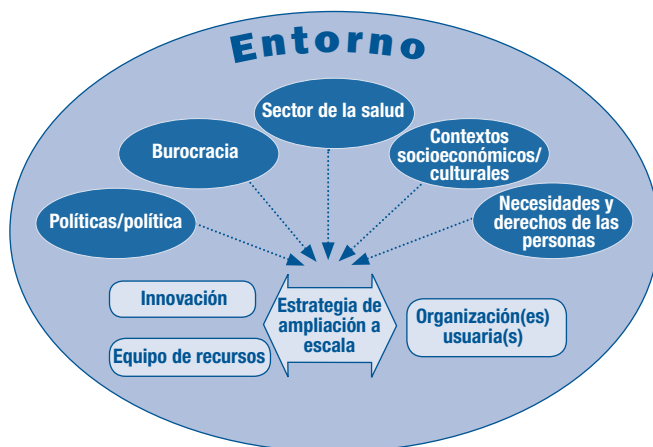 Entorno
Sector de la salud
Burocracia
Contextos
socioeconómicos/
culturales
Políticas/política
Necesidades y
derechos de las
personas
Innovación
Equipo de recursos
Estrategia de
ampliación a
escala
Organización(es)
usuaria(s)